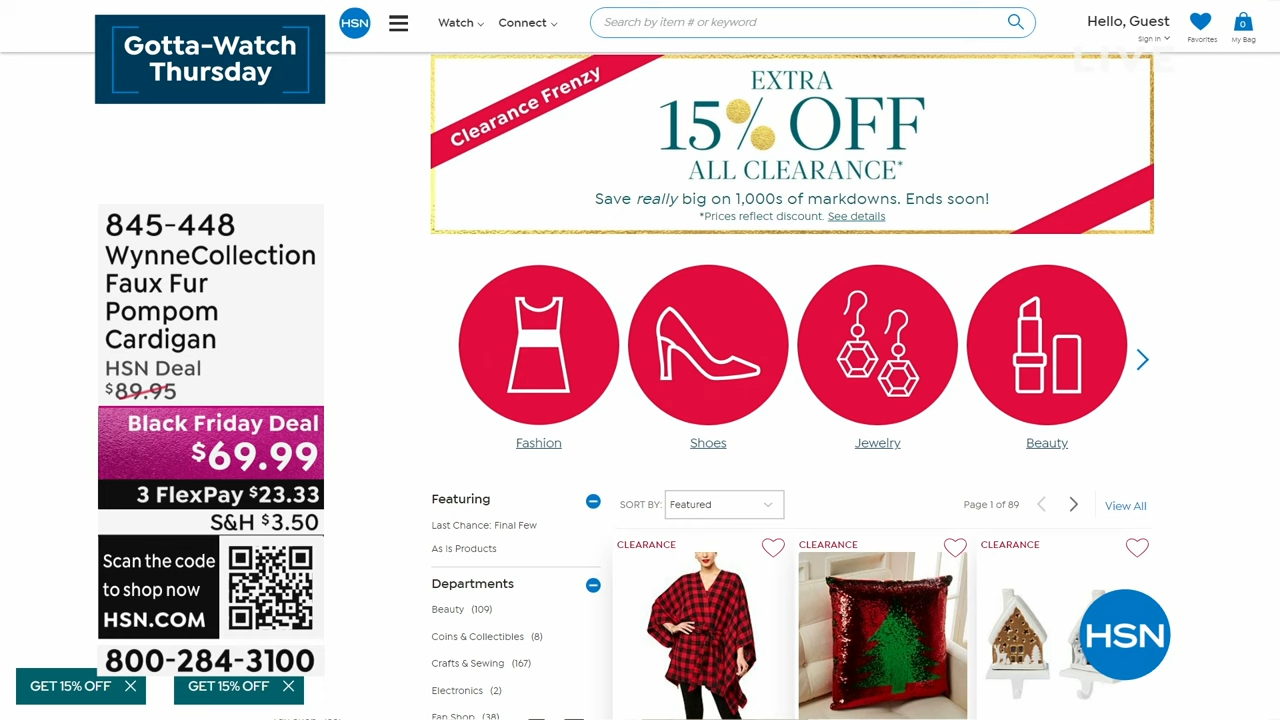 Gotta-Watch
Thursday
HSN
Watch
Connect
Search by item # or keyword
Hello, Guest
Sign In
Favorites
0
My Bag
LIVE
Clearance Frenzy
EXTRA
15% OFF
ALL CLEARANCE*
Save really big on 1,000s of markdowns. Ends soon!
*Prices reflect discount. See details
845-448
WynneCollection
Faux Fur
Pompom
Cardigan
HSN Deal
$89.95
Black Friday Deal
$69.99
3 FlexPay $23.33
S&H $3.50
Scan the code
to shop now
HSN.COM
800-284-3100
GET 15% OFF
GET 15% OFF
Fashion
Shoes
Jewelry
Beauty
Featuring
Last Chance: Final Few
As Is Products
Departments
Beauty (109)
Coins & Collectibles (8)
Crafts & Sewing (167)
Electronics (2)
Fan Shop (38)
SORT BY:
Featured
Page 1 of 89
View All
CLEARANCE
CLEARANCE
CLEARANCE
HSN